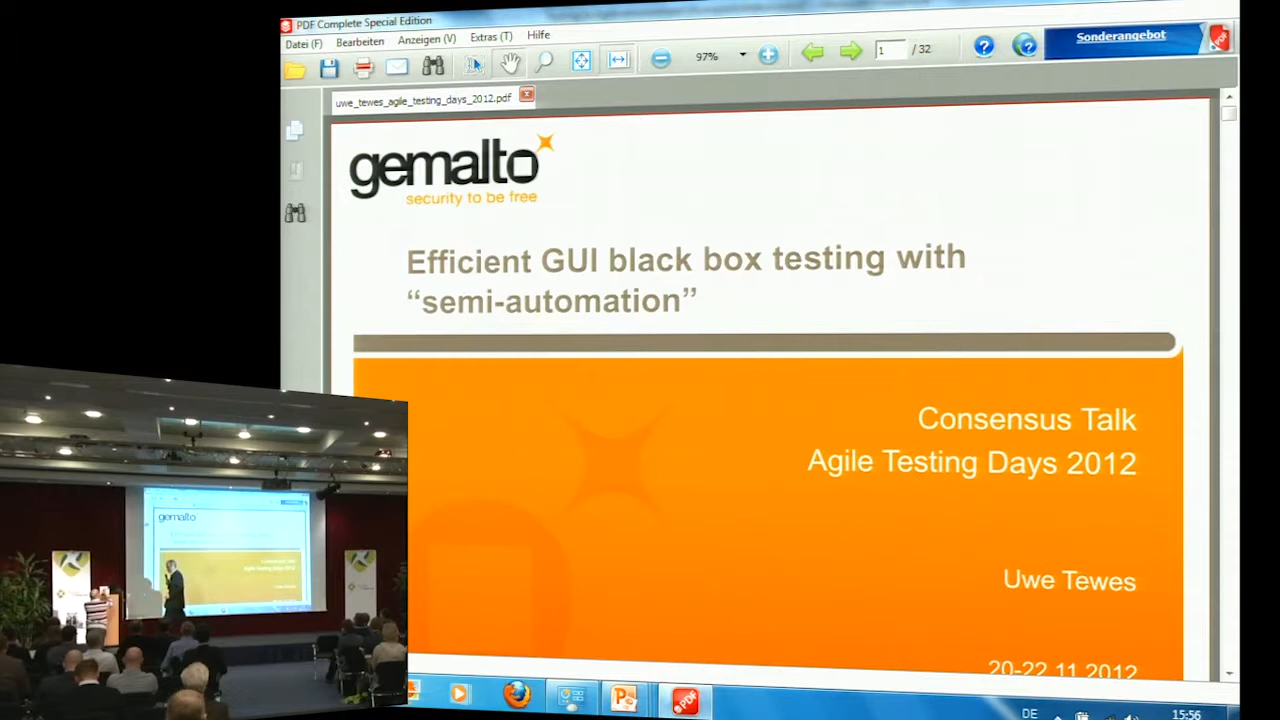 PDF Complete Special Edition
Datei (F) Bearbeiten Anzeigen (V) Extras (T) Hilfe
97% 1 / 32 Sonderangebot
uwe_tewes_agile_testing_days_2012.pdf
gemalto
security to be free
Efficient GUI black box testing with
“semi-automation”
Consensus Talk
Agile Testing Days 2012
Uwe Tewes
20-22.11.2012
DE 15:56
gemalto